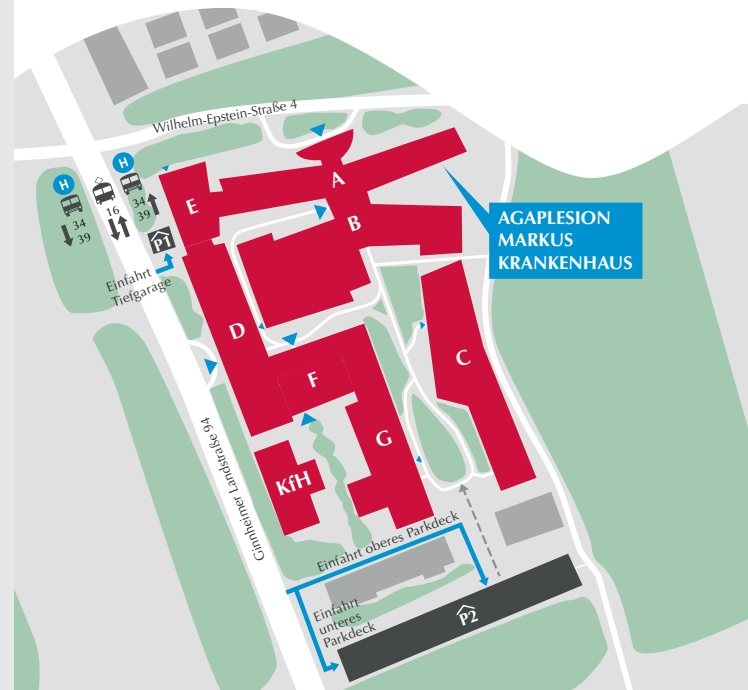 Wilhelm-Epstein-Straße 4
H
H
16
34
39
34
39
P1
Einfahrt
Tiefgarage
E
A
B
AGAPLESION
MARKUS
KRANKENHAUS
D
C
F
G
KfH
Ginnheimer Landstraße 94
Einfahrt oberes Parkdeck
Einfahrt
unteres
Parkdeck
P2